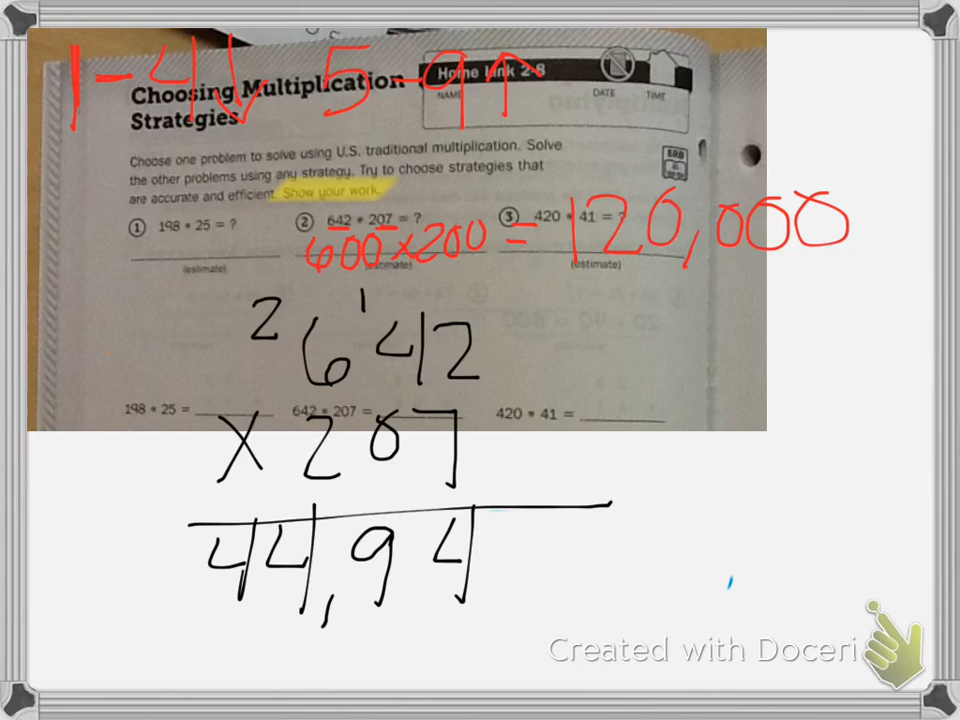 1-4↓ 5-9↑
Choosing Multiplication
Strategies
Home Link 2-8
NAME DATE TIME
Choose one problem to solve using U.S. traditional multiplication. Solve
the other problems using any strategy. Try to choose strategies that
are accurate and efficient. Show your work.
SRB
① 198 * 25 = ? ② 642 * 207 = ? ③ 420 * 41 = ?
600×200 = 120,000
(estimate) (estimate) (estimate)
2 1
642
198 * 25 = 642 * 207 = 420 * 41 =
X 207
44,94
Created with Doceri